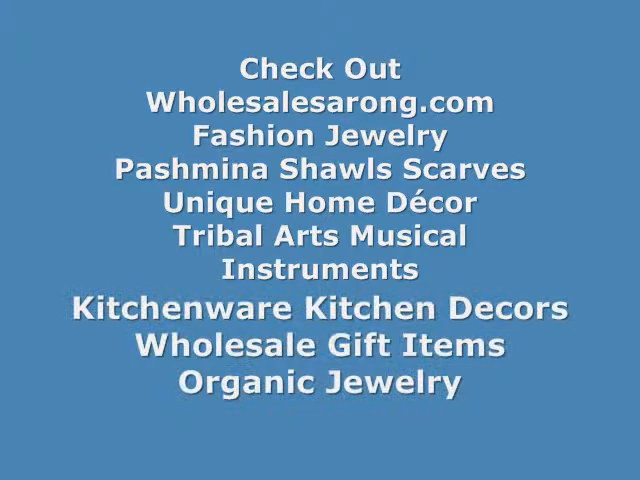 Check Out
Wholesalesarong.com
Fashion Jewelry
Pashmina Shawls Scarves
Unique Home Décor
Tribal Arts Musical
Instruments
Kitchenware Kitchen Decors
Wholesale Gift Items
Organic Jewelry